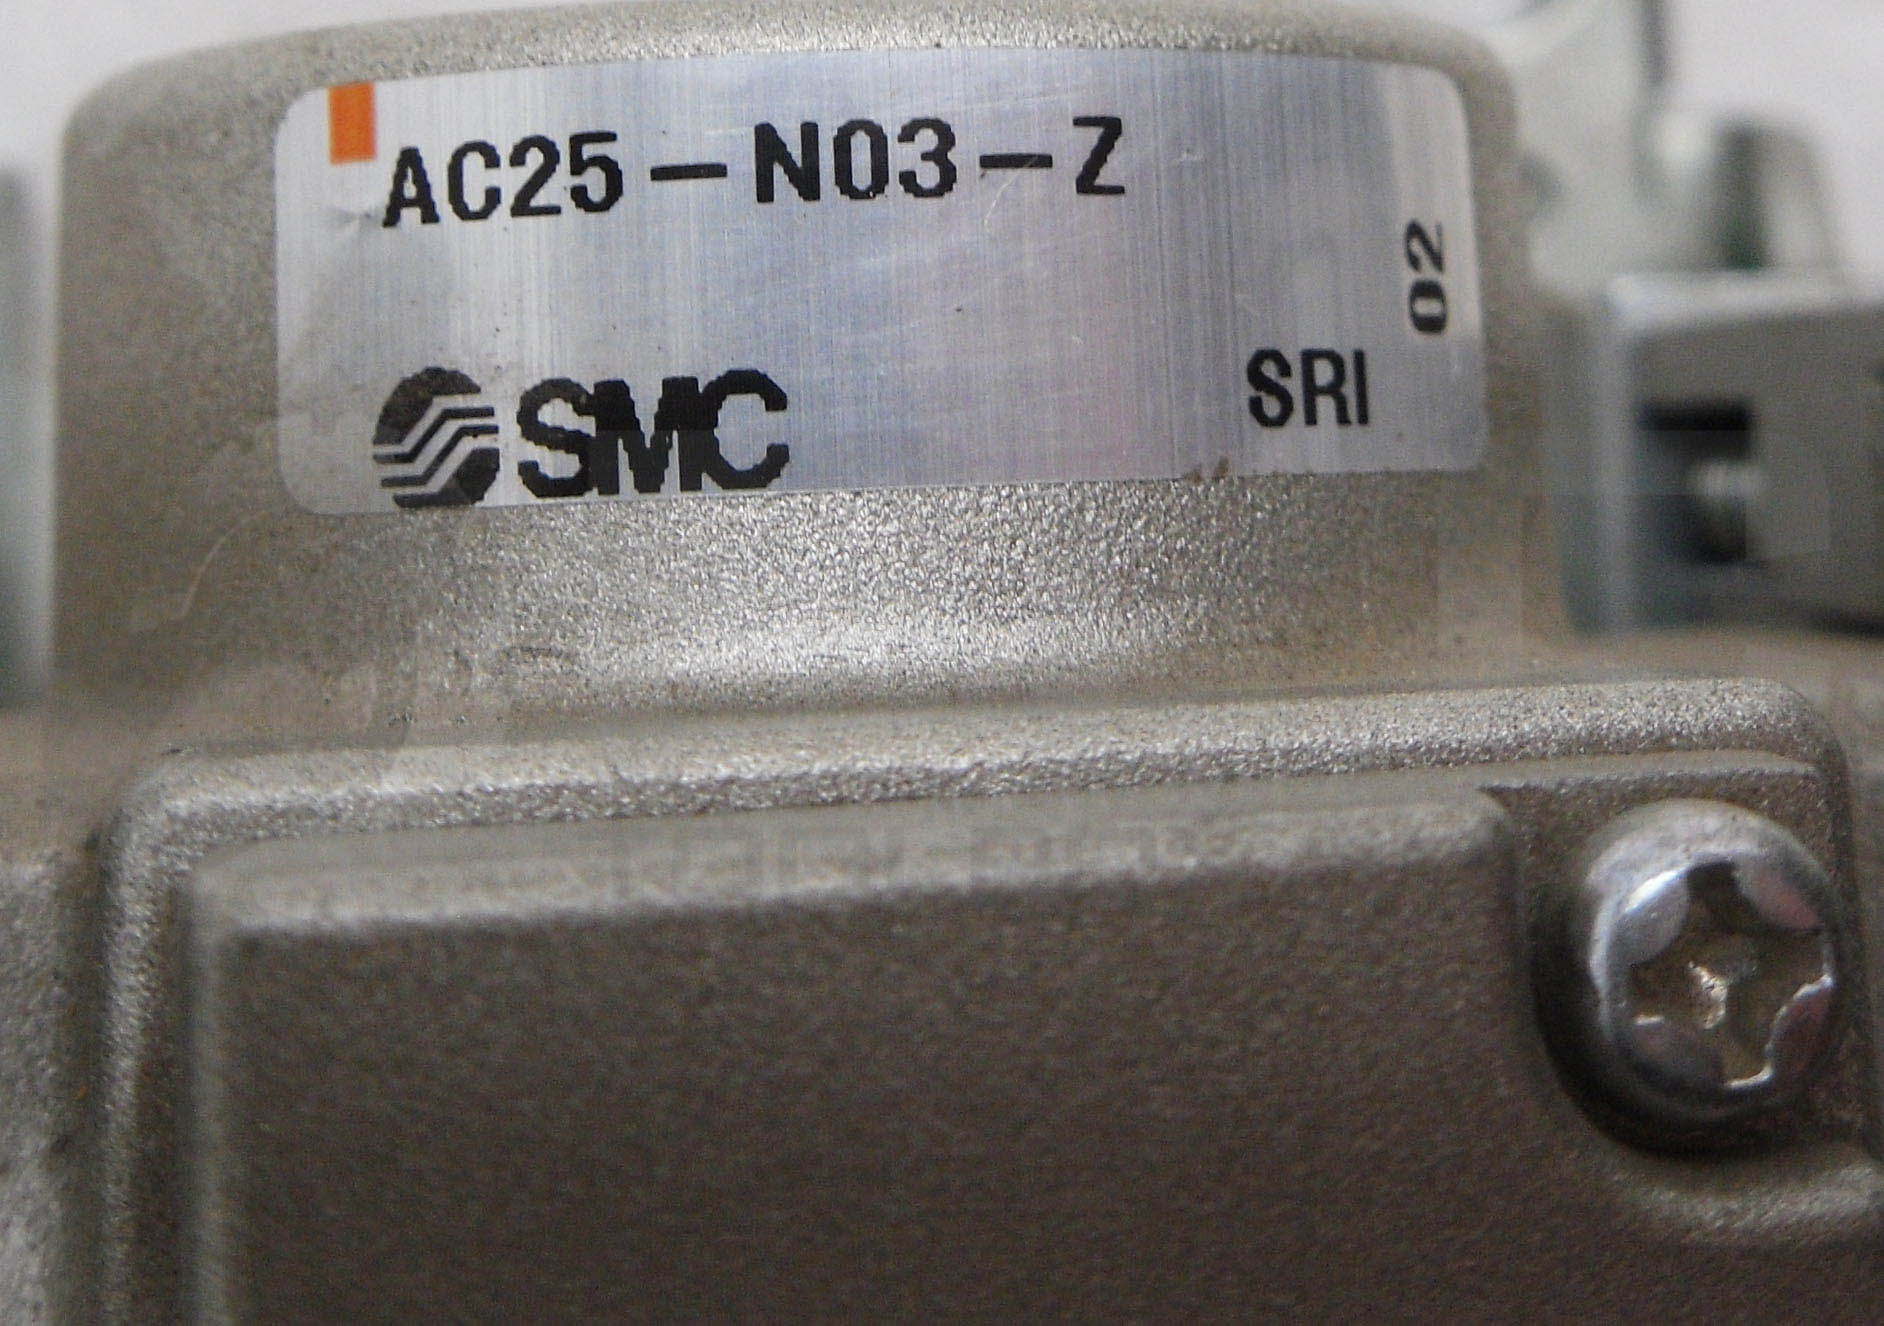 AC25-N03-Z
02
SMC
SRI